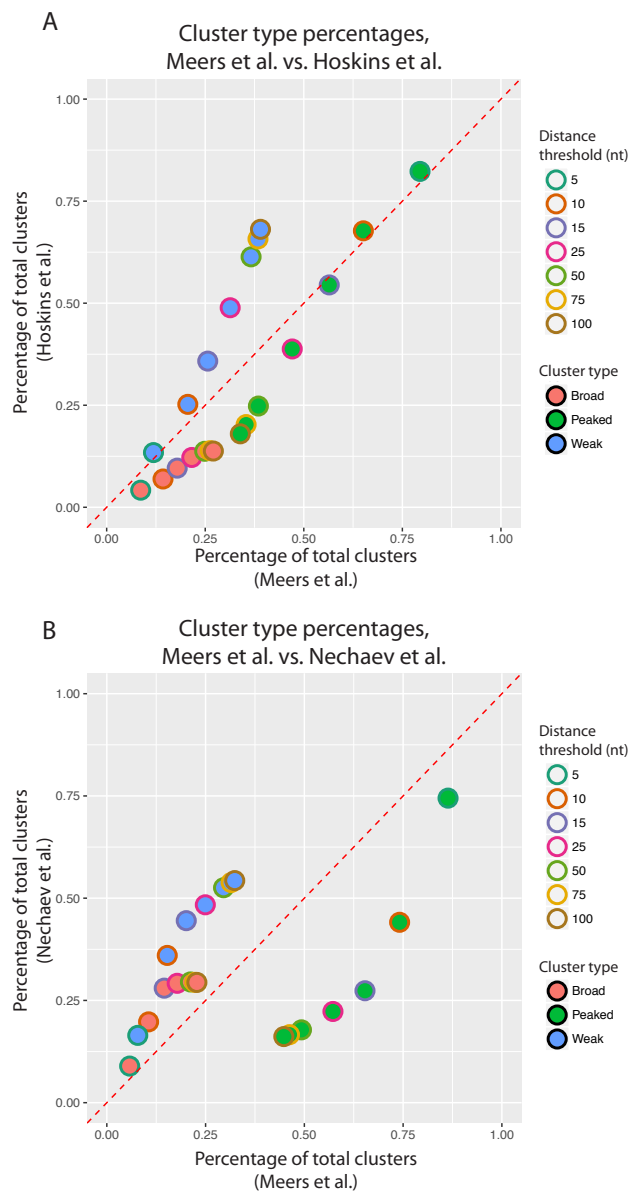 A
Cluster type percentages,
Meers et al. vs. Hoskins et al.
1.00
0.75
0.50
0.25
0.00
Percentage of total clusters
(Hoskins et al.)
0.00 0.25 0.50 0.75 1.00
Percentage of total clusters
(Meers et al.)
Distance
threshold (nt)
5
10
15
25
50
75
100
Cluster type
Broad
Peaked
Weak
B
Cluster type percentages,
Meers et al. vs. Nechaev et al.
1.00
0.75
0.50
0.25
0.00
Percentage of total clusters
(Nechaev et al.)
0.00 0.25 0.50 0.75 1.00
Percentage of total clusters
(Meers et al.)
Distance
threshold (nt)
5
10
15
25
50
75
100
Cluster type
Broad
Peaked
Weak